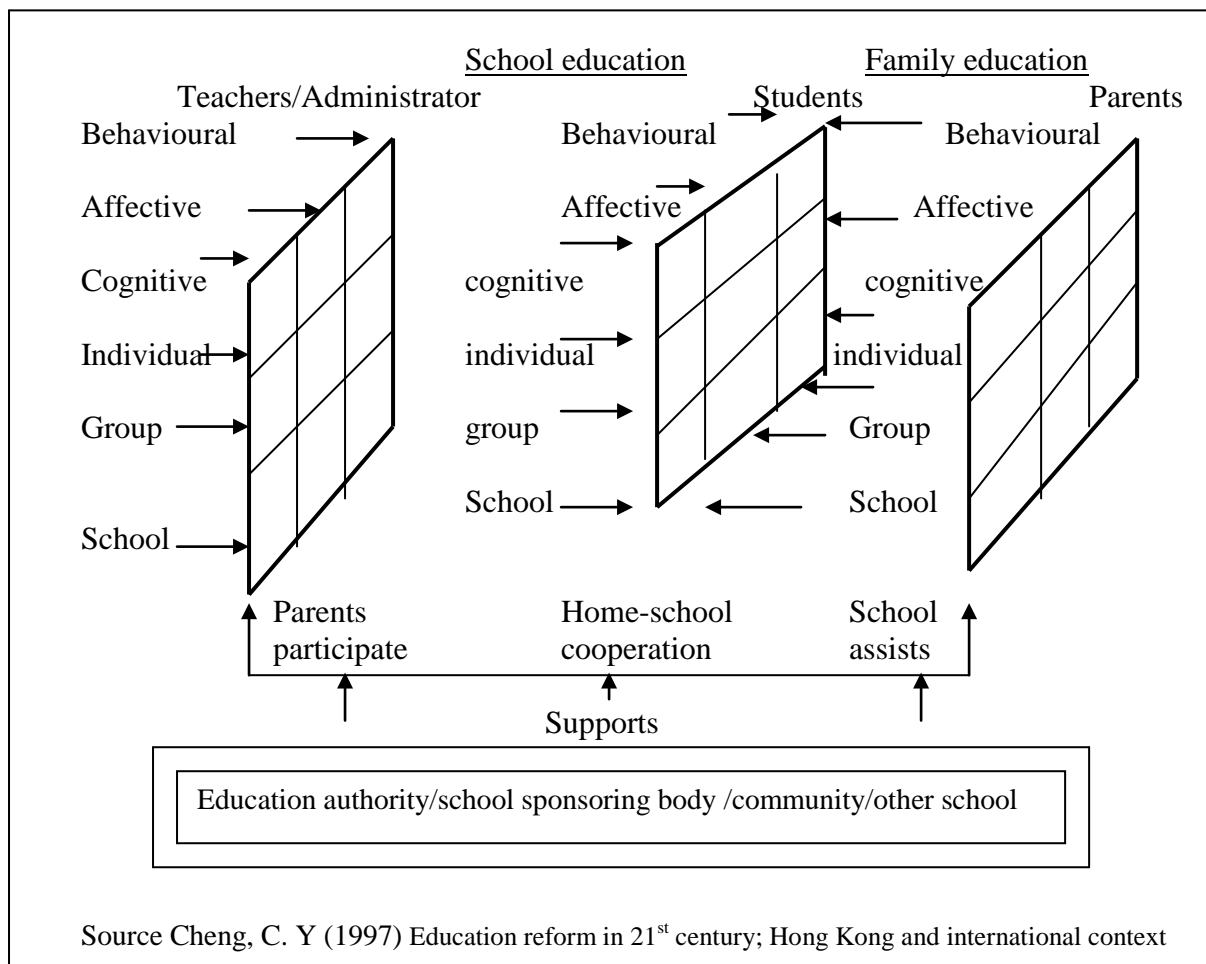 School education Family education
Teachers/Administrator Students Parents
Behavioural Behavioural Behavioural
Affective Affective Affective
Cognitive cognitive cognitive
Individual individual individual
Group group Group
School School School
Parents Home-school School
participate cooperation assists
Supports
Education authority/school sponsoring body /community/other school
Source Cheng, C. Y (1997) Education reform in 21st century; Hong Kong and international context